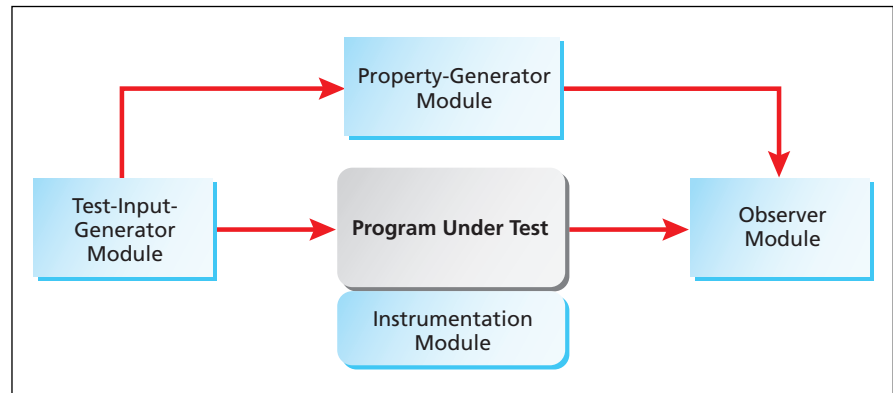 Property-Generator
Module
Test-Input-
Generator
Module
Program Under Test
Observer
Module
Instrumentation
Module